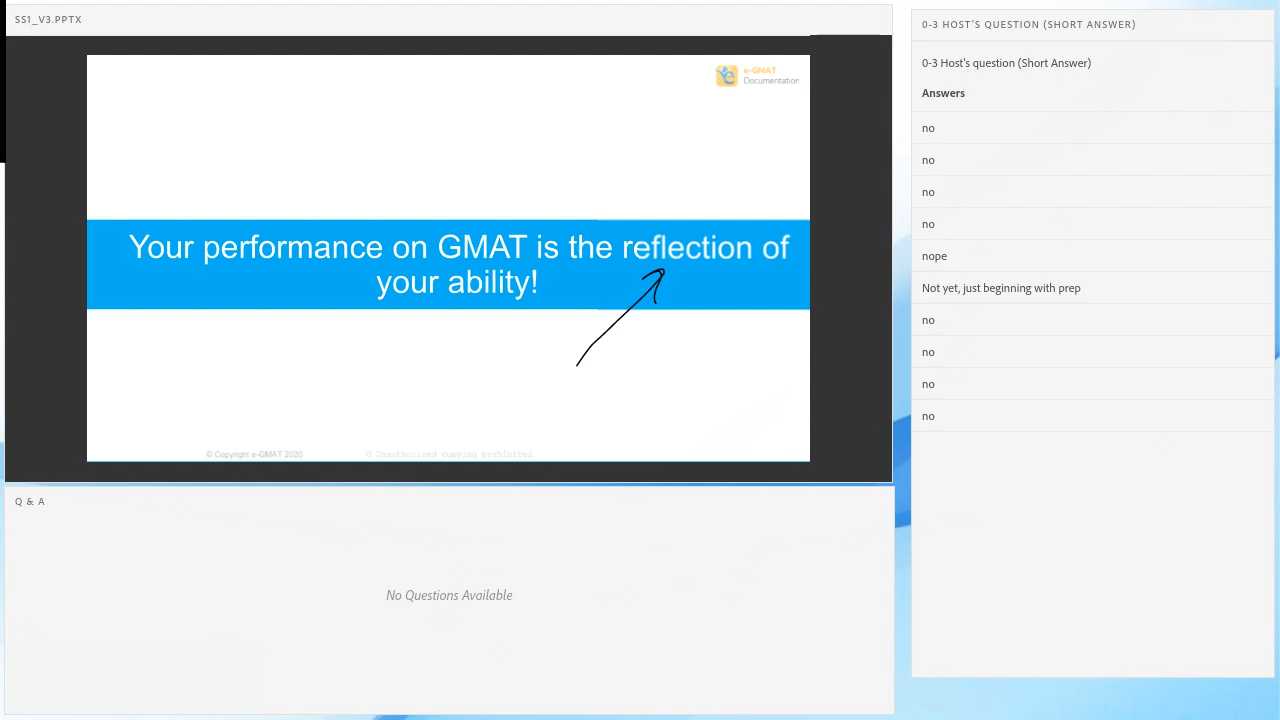 SS1_V3.PPTX
e-GMAT
Documentation
Your performance on GMAT is the reflection of
your ability!
© Copyright e-GMAT 2020
© Unauthorized copying prohibited
Q & A
No Questions Available
0-3 HOST'S QUESTION (SHORT ANSWER)
0-3 Host's question (Short Answer)
Answers
no
no
no
no
nope
Not yet, just beginning with prep
no
no
no
no